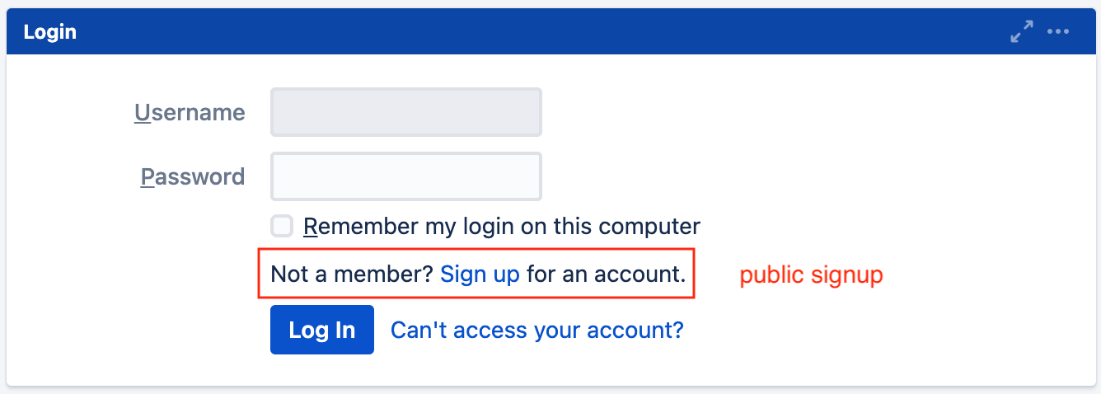 Login
Username
Password
Remember my login on this computer
Not a member? Sign up for an account. public signup
Log In Can't access your account?